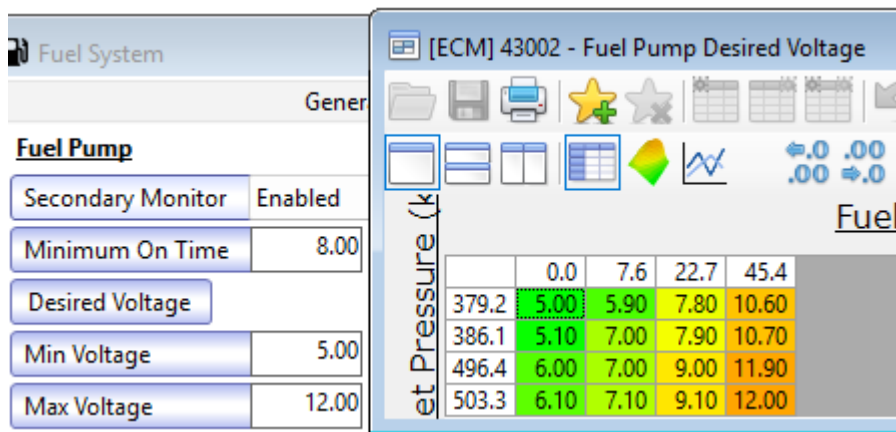 Fuel System
Gener
Fuel Pump
Secondary Monitor Enabled
Minimum On Time 8.00
Desired Voltage
Min Voltage 5.00
Max Voltage 12.00
[ECM] 43002 - Fuel Pump Desired Voltage
←.0 .00
.00 →.0
Fuel
et Pressure (k
0.0 7.6 22.7 45.4
379.2 5.00 5.90 7.80 10.60
386.1 5.10 7.00 7.90 10.70
496.4 6.00 7.00 9.00 11.90
503.3 6.10 7.10 9.10 12.00